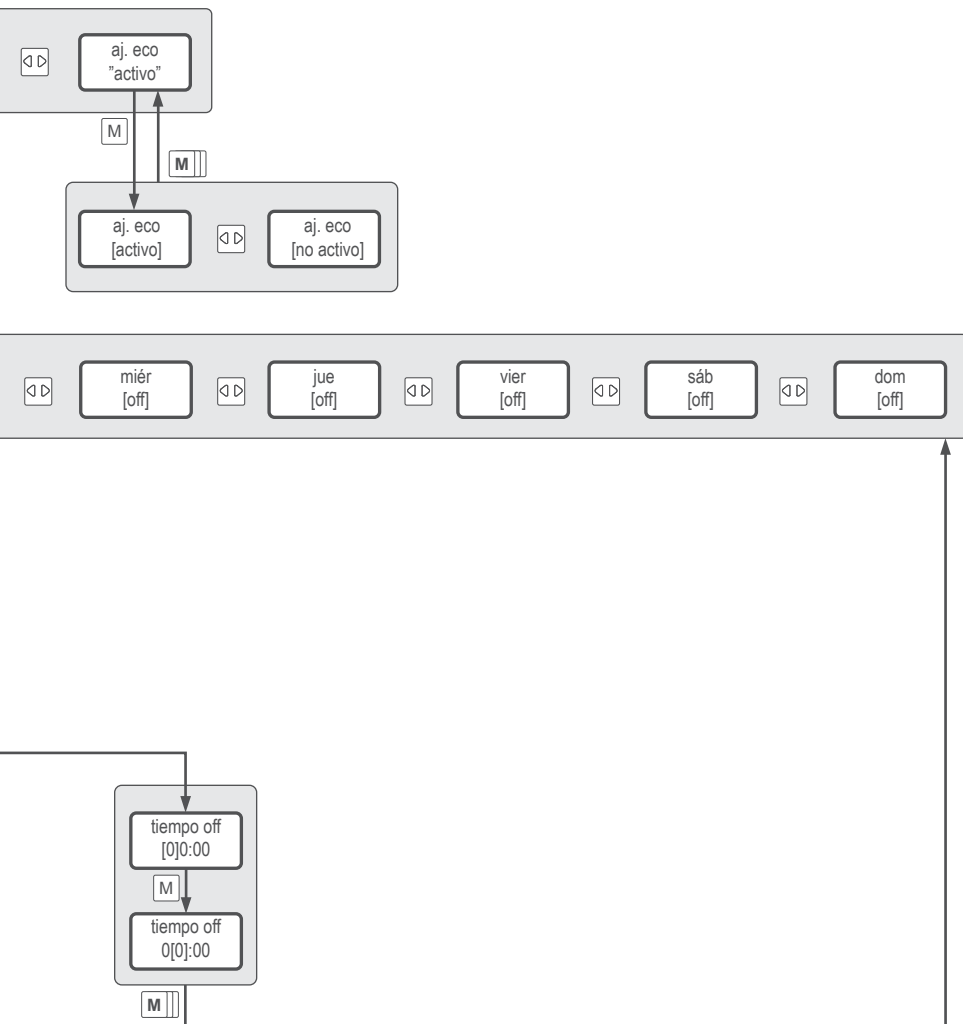 aj. eco
”activo”
M
M
aj. eco
[activo]
aj. eco
[no activo]
miér
[off]
jue
[off]
vier
[off]
sáb
[off]
dom
[off]
tiempo off
[0]0:00
M
tiempo off
0[0]:00
M